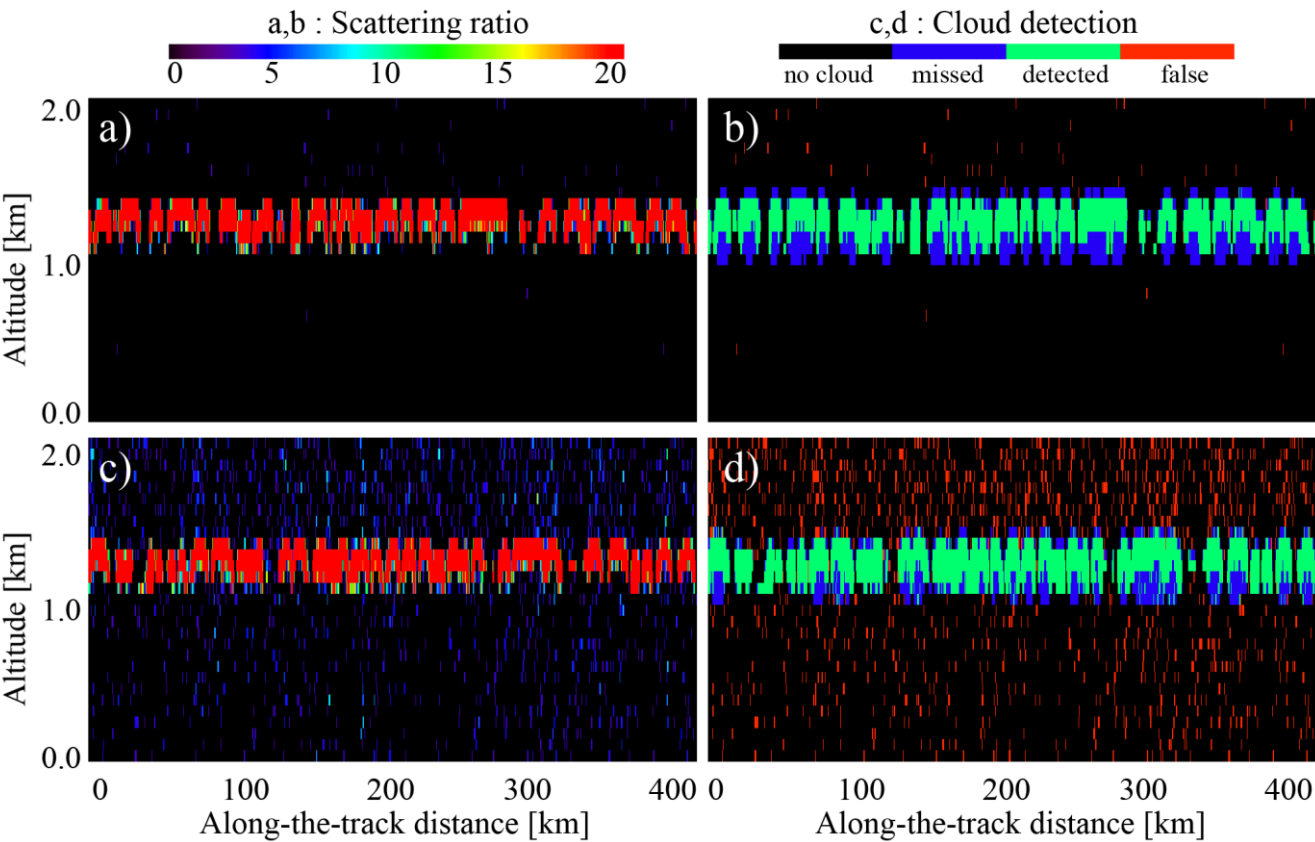 a,b : Scattering ratio
0 5 10 15 20
c,d : Cloud detection
no cloud missed detected false
a)
b)
2.0
1.0
0.0
Altitude [km]
c)
d)
2.0
1.0
0.0
Altitude [km]
0 100 200 300 400
0 100 200 300 400
Along-the-track distance [km]
Along-the-track distance [km]